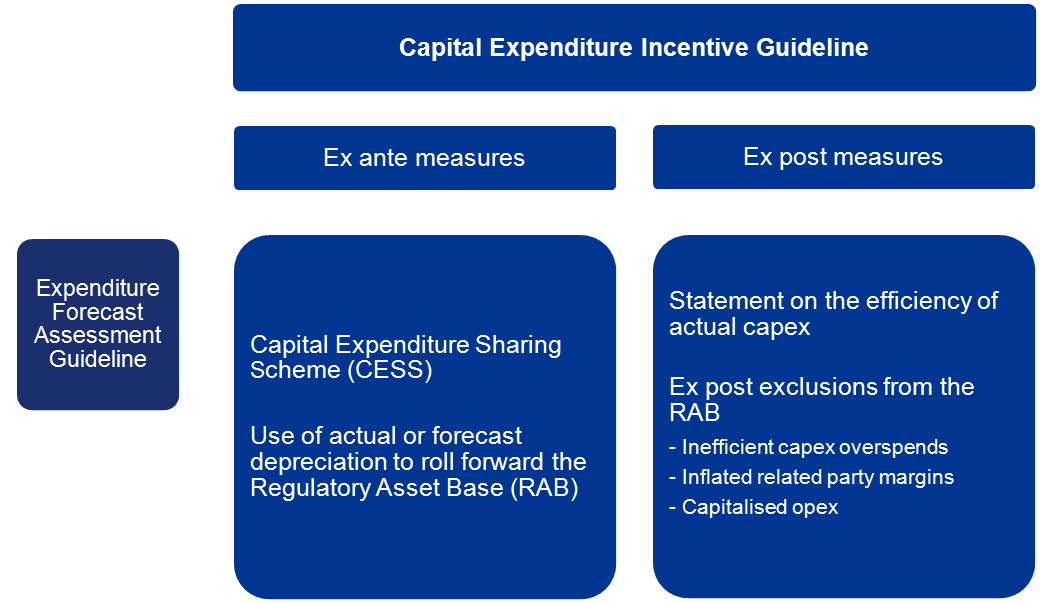 Capital Expenditure Incentive Guideline
Ex ante measures
Ex post measures
Expenditure
Forecast
Assessment
Guideline
Capital Expenditure Sharing
Scheme (CESS)
Use of actual or forecast
depreciation to roll forward the
Regulatory Asset Base (RAB)
Statement on the efficiency of
actual capex
Ex post exclusions from the
RAB
- Inefficient capex overspends
- Inflated related party margins
- Capitalised opex